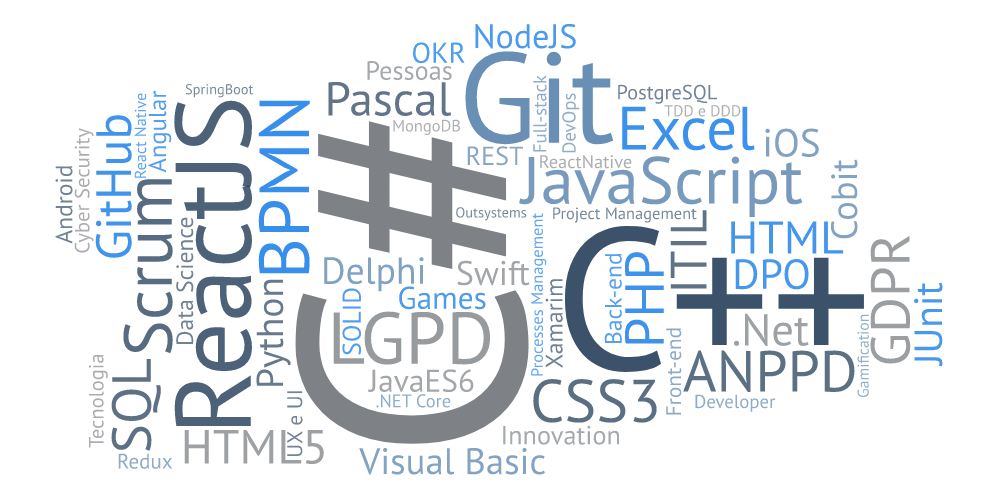 NodeJS
OKR
Git
Pessoas
SpringBoot
Pascal
Full-stack
DevOps
PostgreSQL
TDD e DDD
React Native
Angular
BPMN
MongoDB
Excel
iOS
GitHub
ReactJS
C#
REST
ReactNative
JavaScript
Android
Cyber Security
Scrum
Data Science
Outsystems
Project Management
Cobit
ITIL
HTML
Delphi
Swift
Processes Management
C++
DPO
GDPR
Python
SOLID
Games
Xamarim
Back-end
PHP
JUnit
LGPD
.Net
Gamification
JavaES6
ANPPD
Front-end
Tecnologia
SQL
UX e UI
.NET Core
CSS3
Developer
HTML5
Innovation
Redux
Visual Basic